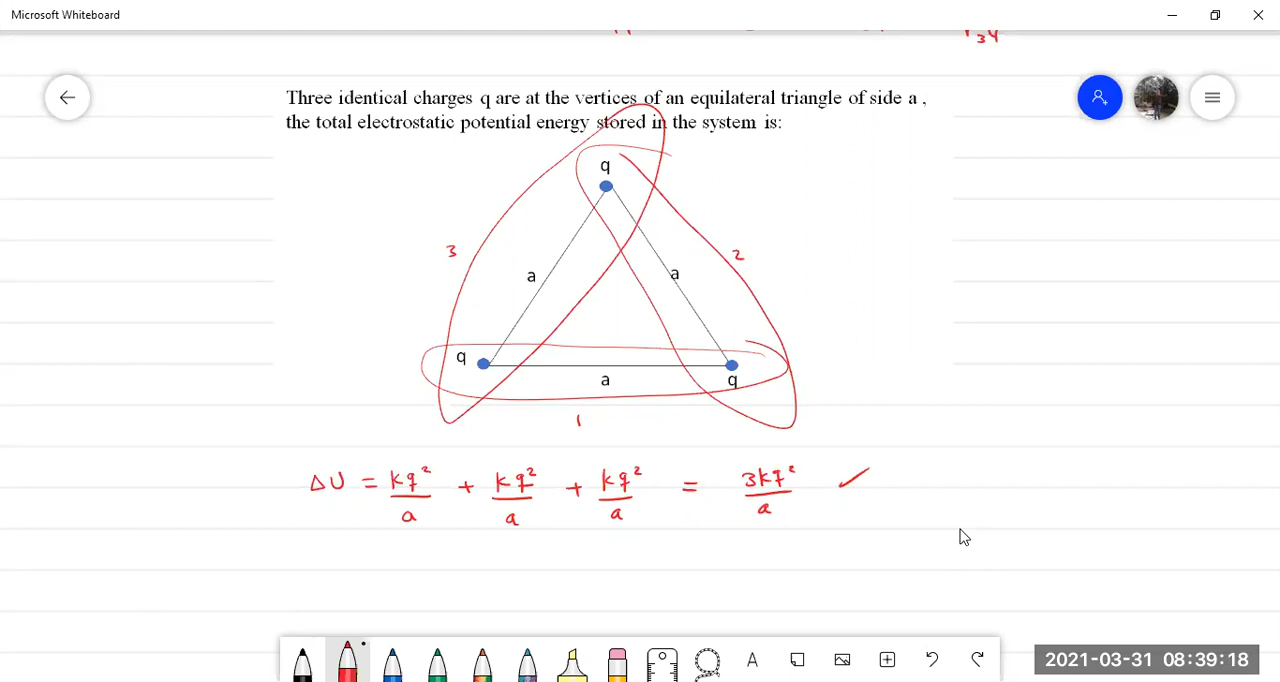 Microsoft Whiteboard
34
Three identical charges q are at the vertices of an equilateral triangle of side a ,
the total electrostatic potential energy stored in the system is:
q
3
2
a
a
q
a
q
1
ΔU = kq²/a + kq²/a + kq²/a = 3kq²/a ✓
A
2021-03-31 08:39:18